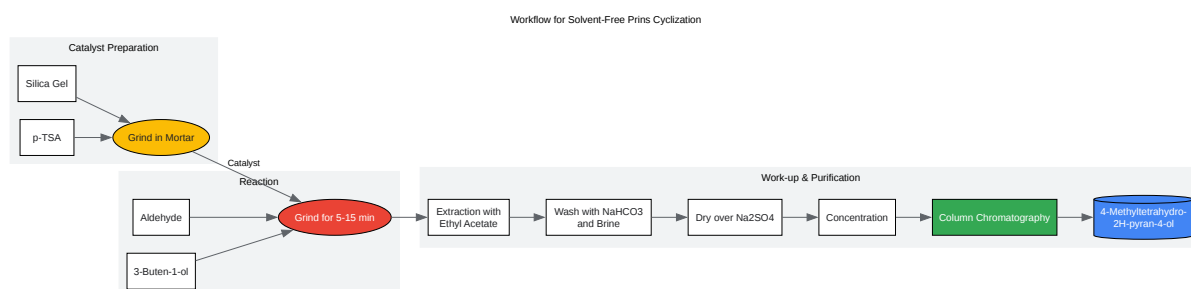 Workflow for Solvent-Free Prins Cyclization
Catalyst Preparation
Silica Gel
p-TSA
Grind in Mortar
Catalyst
Reaction
Aldehyde
3-Buten-1-ol
Grind for 5-15 min
Work-up & Purification
Extraction with
Ethyl Acetate
Wash with NaHCO3
and Brine
Dry over Na2SO4
Concentration
Column Chromatography
4-Methyltetrahydro-
2H-pyran-4-ol